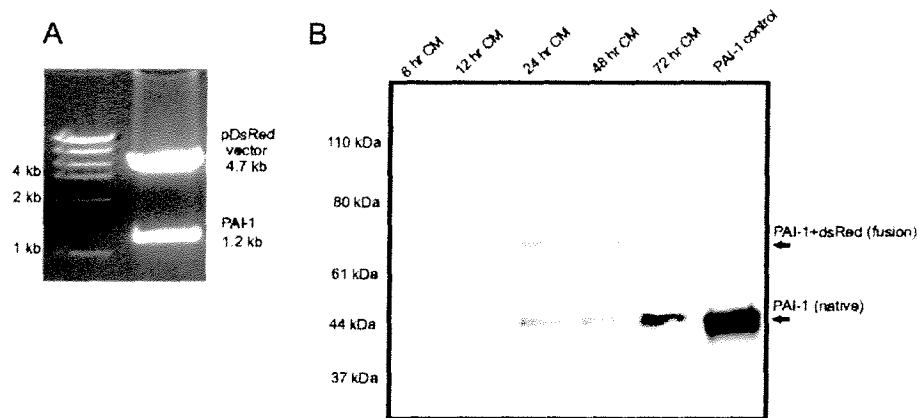 A
pDsRed
vector
4.7 kb
4 kb
2 kb
PAI-1
1.2 kb
1 kb
B
8 hr CM
12 hr CM
24 hr CM
48 hr CM
72 hr CM
PAI-1 control
110 kDa
80 kDa
PAI-1+dsRed (fusion)
61 kDa
PAI-1 (native)
44 kDa
37 kDa